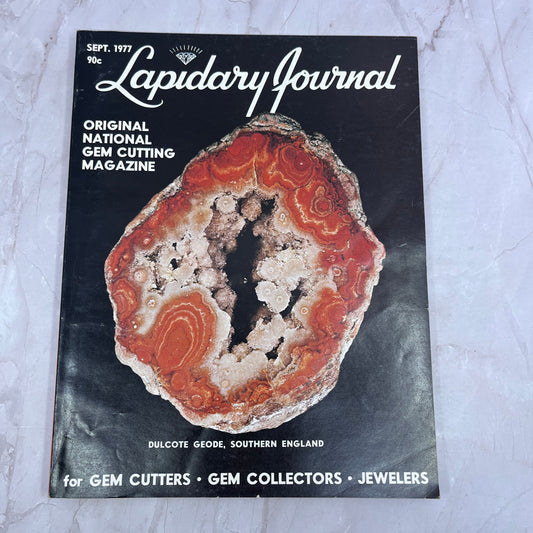 SEPT. 1977
90c
Lapidary Journal
ORIGINAL
NATIONAL
GEM CUTTING
MAGAZINE
DULCOTE GEODE, SOUTHERN ENGLAND
for GEM CUTTERS • GEM COLLECTORS • JEWELERS